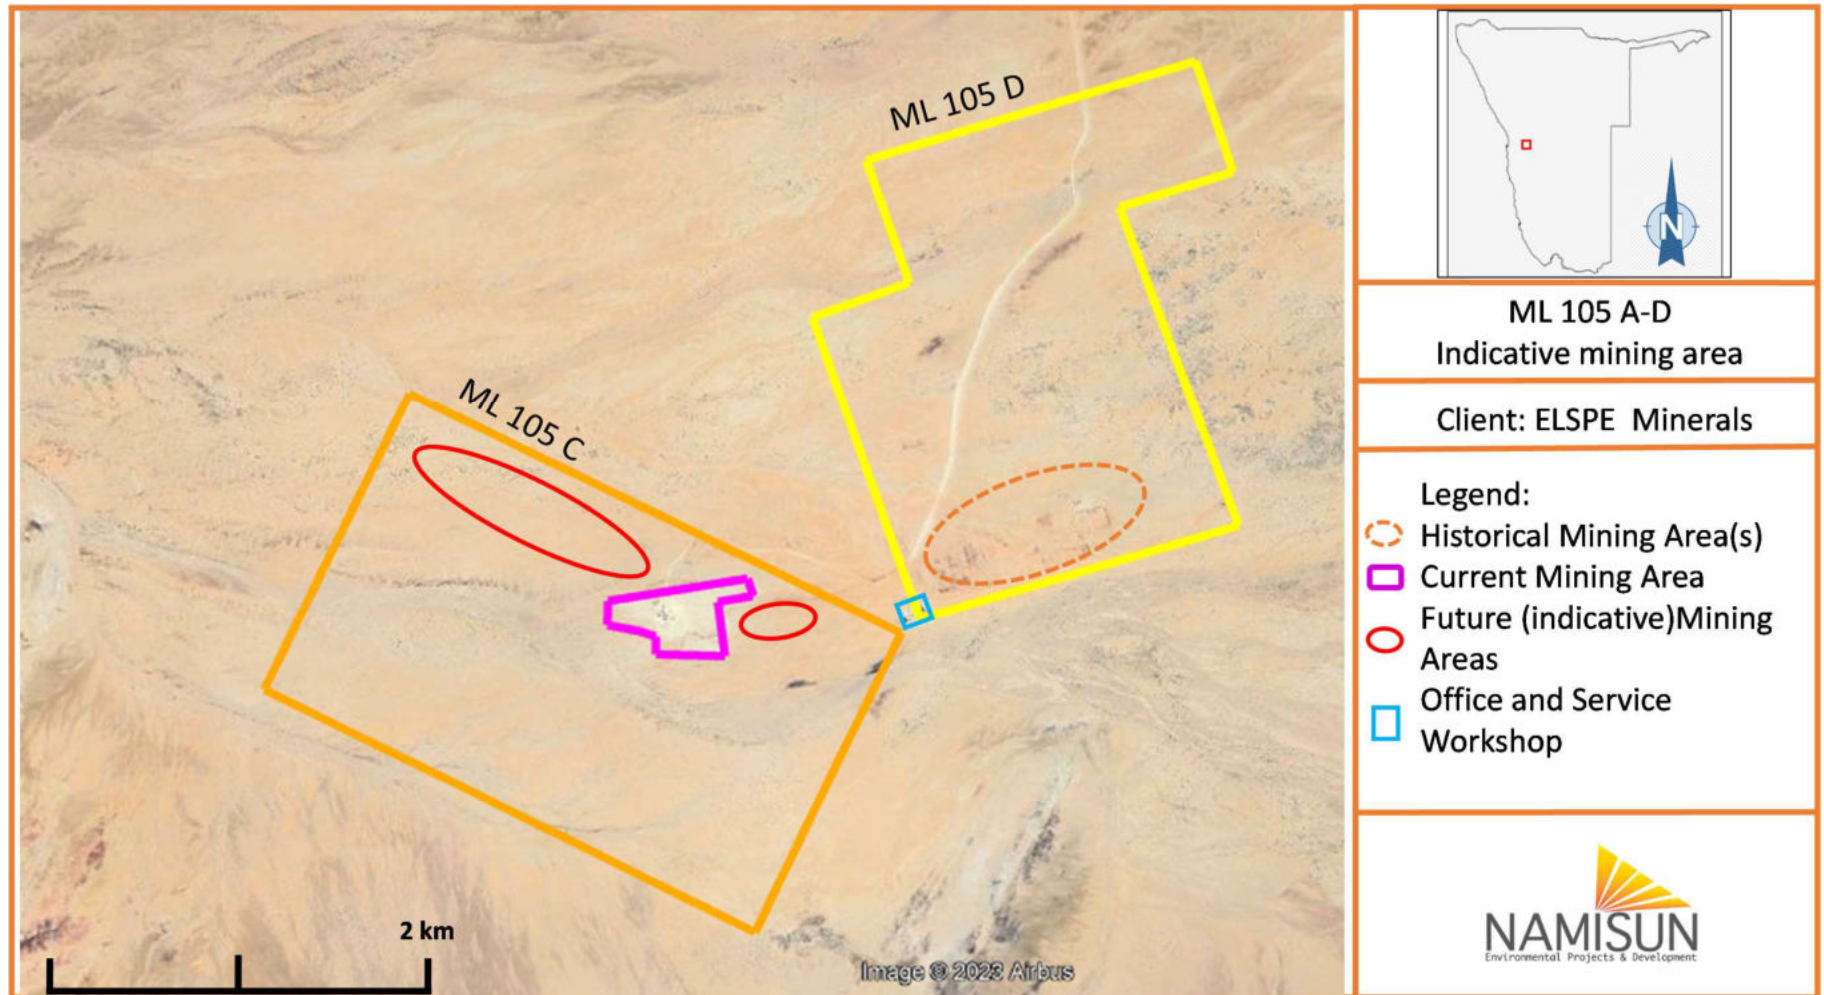 ML 105 D
ML 105 C
2 km
Image © 2023 Airbus
N
ML 105 A-D
Indicative mining area
Client: ELSPE Minerals
Legend:
Historical Mining Area(s)
Current Mining Area
Future (indicative)Mining
Areas
Office and Service
Workshop
NAMISUN
Environmental Projects & Development